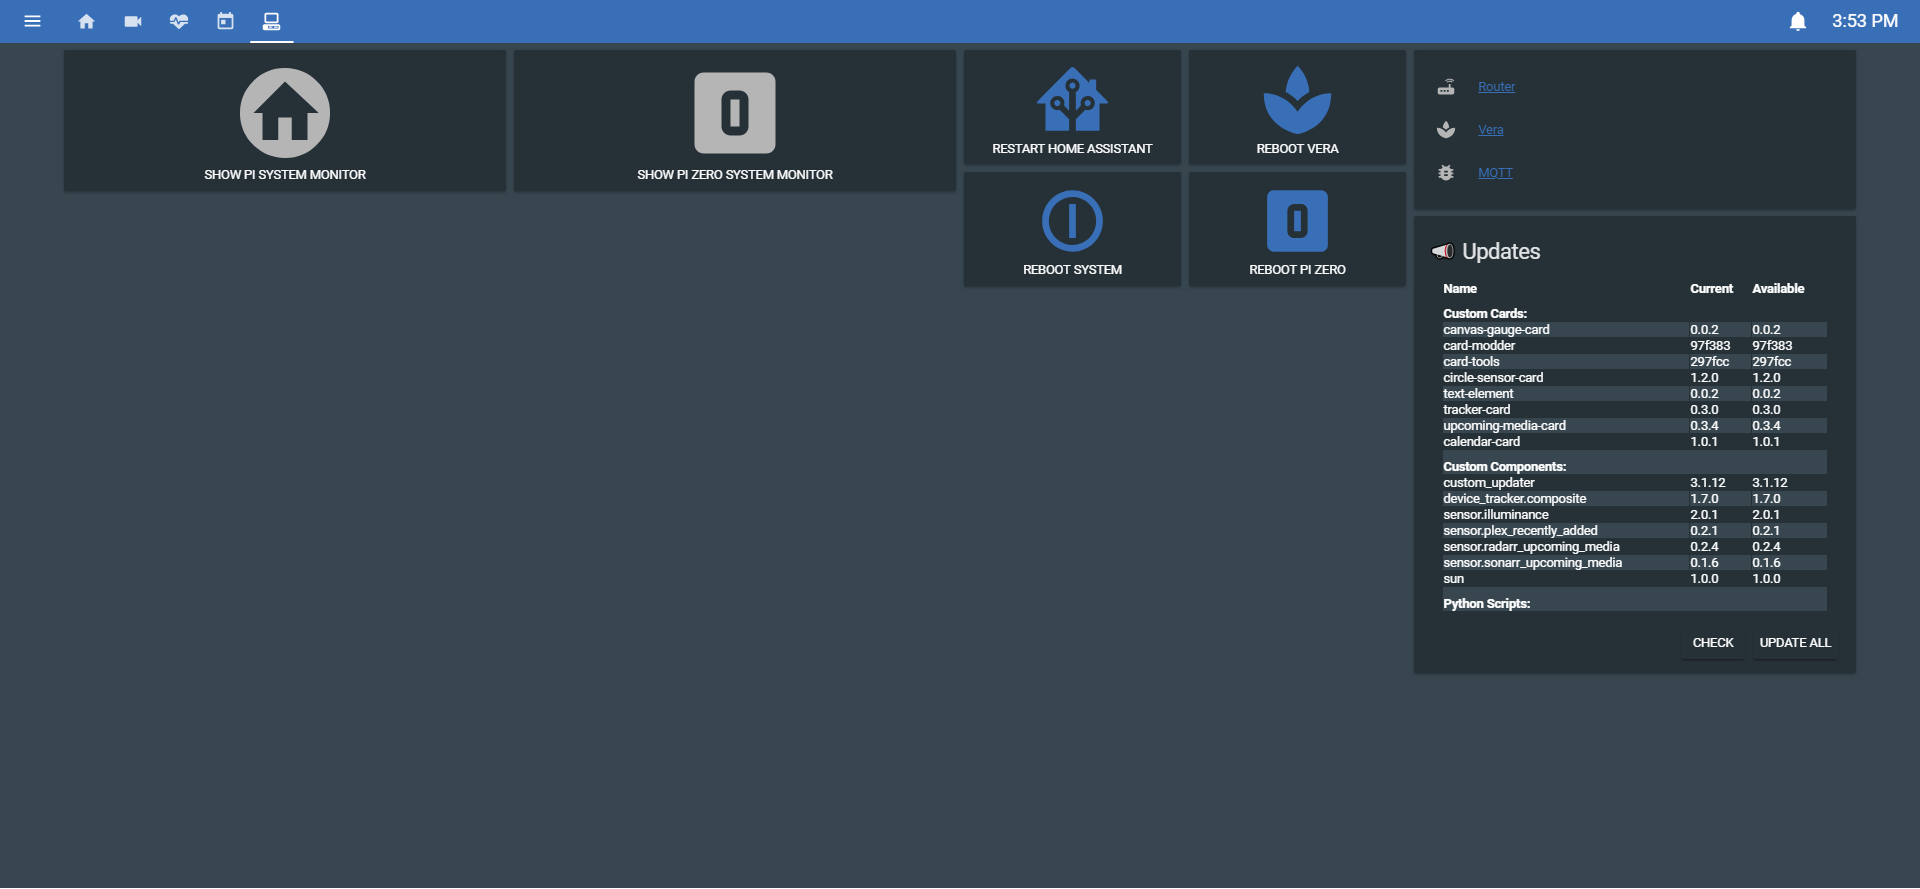 3:53 PM
SHOW PI SYSTEM MONITOR
0
SHOW PI ZERO SYSTEM MONITOR
RESTART HOME ASSISTANT
REBOOT VERA
REBOOT SYSTEM
0
REBOOT PI ZERO
Router
Vera
MQTT
Updates
Name Current Available
Custom Cards:
canvas-gauge-card 0.0.2 0.0.2
card-modder 97f383 97f383
card-tools 297fcc 297fcc
circle-sensor-card 1.2.0 1.2.0
text-element 0.0.2 0.0.2
tracker-card 0.3.0 0.3.0
upcoming-media-card 0.3.4 0.3.4
calendar-card 1.0.1 1.0.1
Custom Components:
custom_updater 3.1.12 3.1.12
device_tracker.composite 1.7.0 1.7.0
sensor.illuminance 2.0.1 2.0.1
sensor.plex_recently_added 0.2.1 0.2.1
sensor.radarr_upcoming_media 0.2.4 0.2.4
sensor.sonarr_upcoming_media 0.1.6 0.1.6
sun 1.0.0 1.0.0
Python Scripts:
CHECK UPDATE ALL